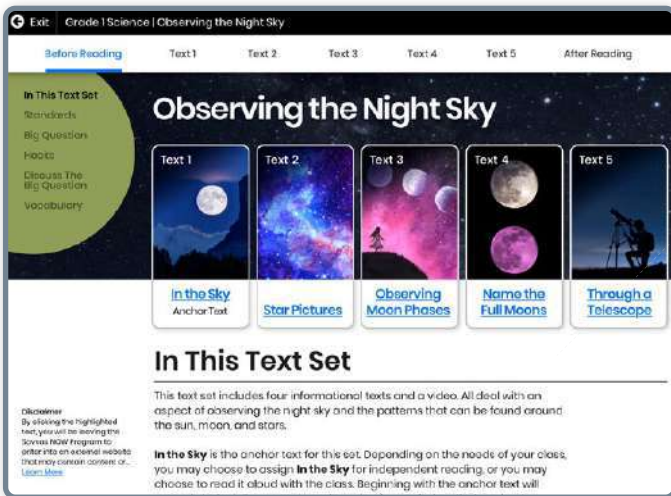 Exit Grade 1 Science | Observing the Night Sky
Before Reading Text 1 Text 2 Text 3 Text 4 Text 5 After Reading
In This Text Set
Standards
Big Question
Hooks
Discuss The
Big Question
Vocabulary
Observing the Night Sky
Text 1 Text 2 Text 3 Text 4 Text 5
In the Sky
Anchor Text
Star Pictures
Observing
Moon Phases
Name the
Full Moons
Through a
Telescope
In This Text Set
This text set includes four informational texts and a video. All deal with an
aspect of observing the night sky and the patterns that can be found around
the sun, moon, and stars.
In the Sky is the anchor text for this set. Depending on the needs of your class,
you may choose to assign In the Sky for independent reading, or you may
choose to read it aloud with the class. Beginning with the anchor text will
Disclaimer
By clicking the highlighted
text, you will be leaving the
Savvas NOW Program to
enter into an external website
that may contain content or...
Learn More